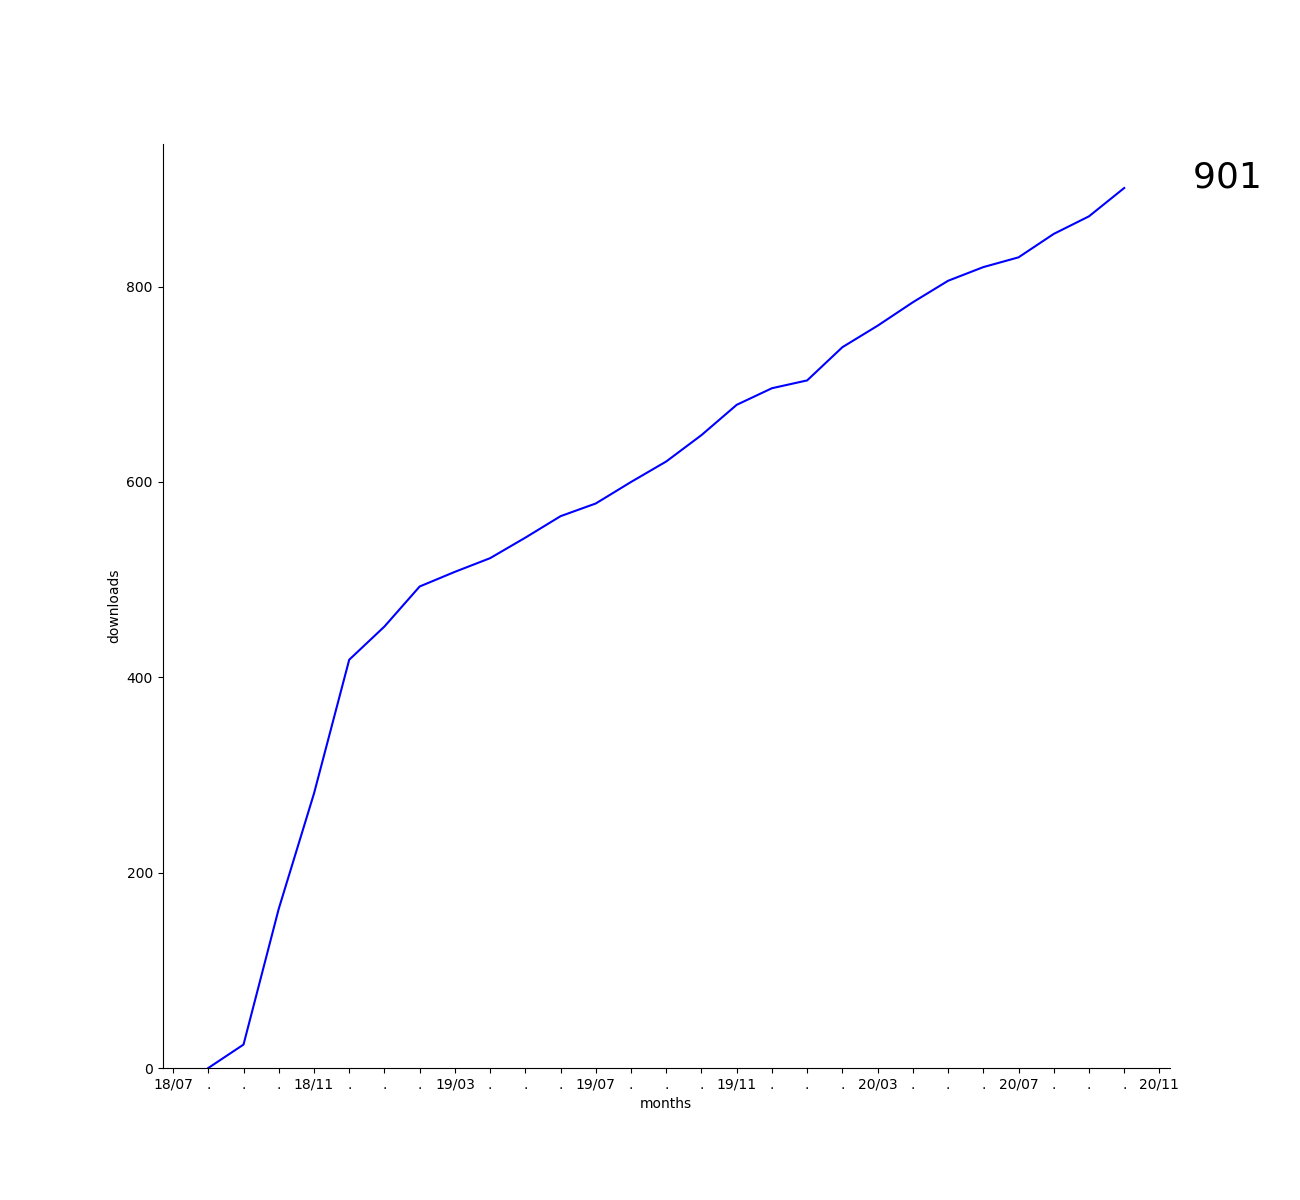 901
800
600
400
200
0
downloads
18/07 . . . 18/11 . . . 19/03 . . . 19/07 . . . 19/11 . . . 20/03 . . . 20/07 . . . 20/11
months